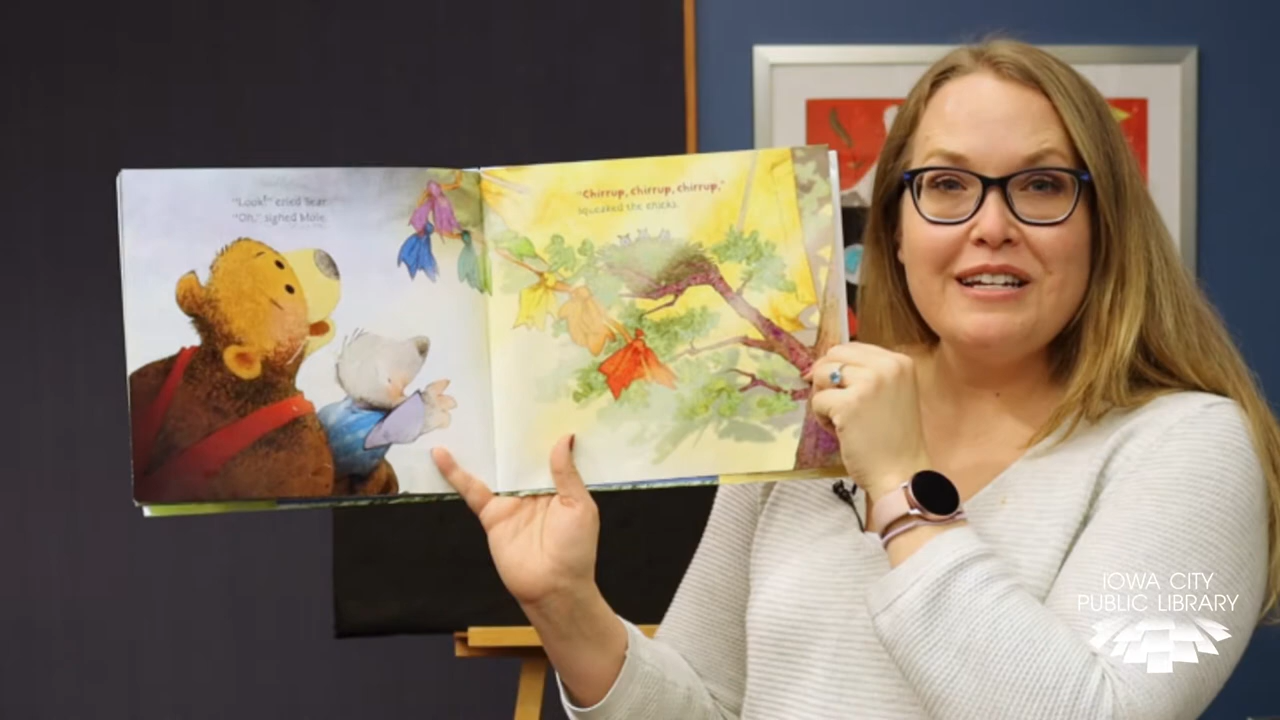 "Look!" cried Bear.
"Oh," sighed Mole.
"Chirrup, chirrup, chirrup,"
squeaked the chicks.
IOWA CITY
PUBLIC LIBRARY